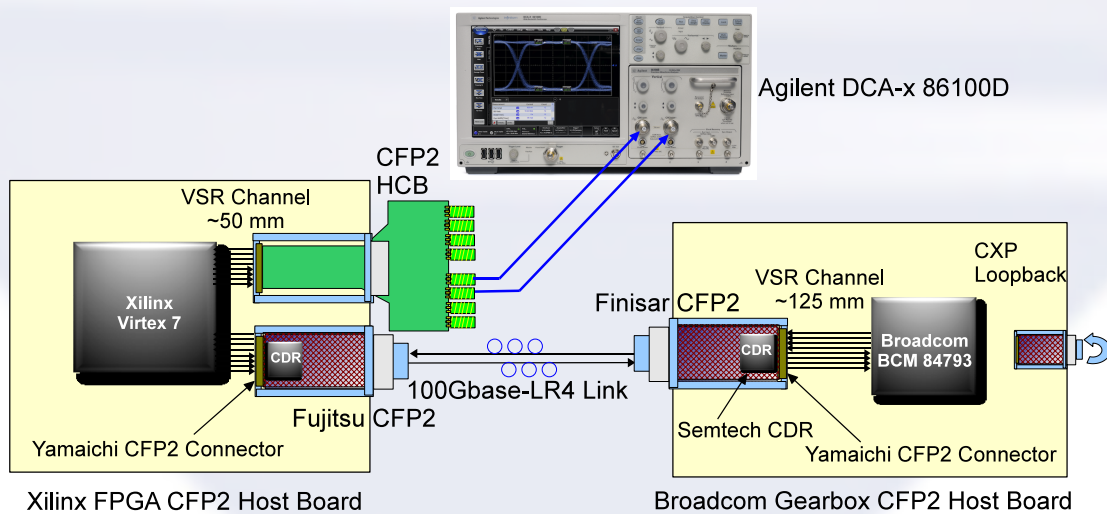 Agilent DCA-x 86100D
CFP2
HCB
VSR Channel
~50 mm
Xilinx
Virtex 7
CDR
Fujitsu CFP2
Yamaichi CFP2 Connector
Xilinx FPGA CFP2 Host Board
100Gbase-LR4 Link
Finisar CFP2
VSR Channel
~125 mm
CXP
Loopback
CDR
Broadcom
BCM 84793
Semtech CDR
Yamaichi CFP2 Connector
Broadcom Gearbox CFP2 Host Board